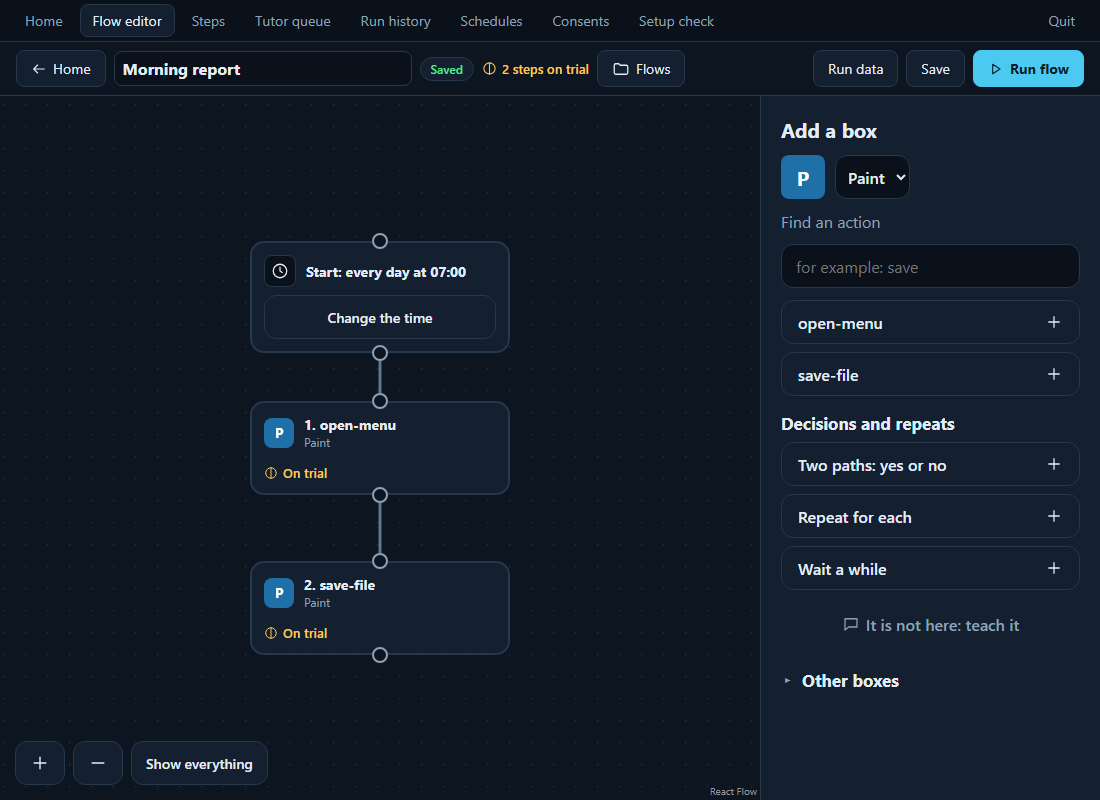 Home Flow editor Steps Tutor queue Run history Schedules Consents Setup check Quit
Home Morning report Saved 2 steps on trial Flows Run data Save Run flow
Add a box
P Paint
Find an action
for example: save
open-menu
save-file
Decisions and repeats
Two paths: yes or no
Repeat for each
Wait a while
It is not here: teach it
Other boxes
Start: every day at 07:00
Change the time
P 1. open-menu
Paint
On trial
P 2. save-file
Paint
On trial
Show everything
React Flow